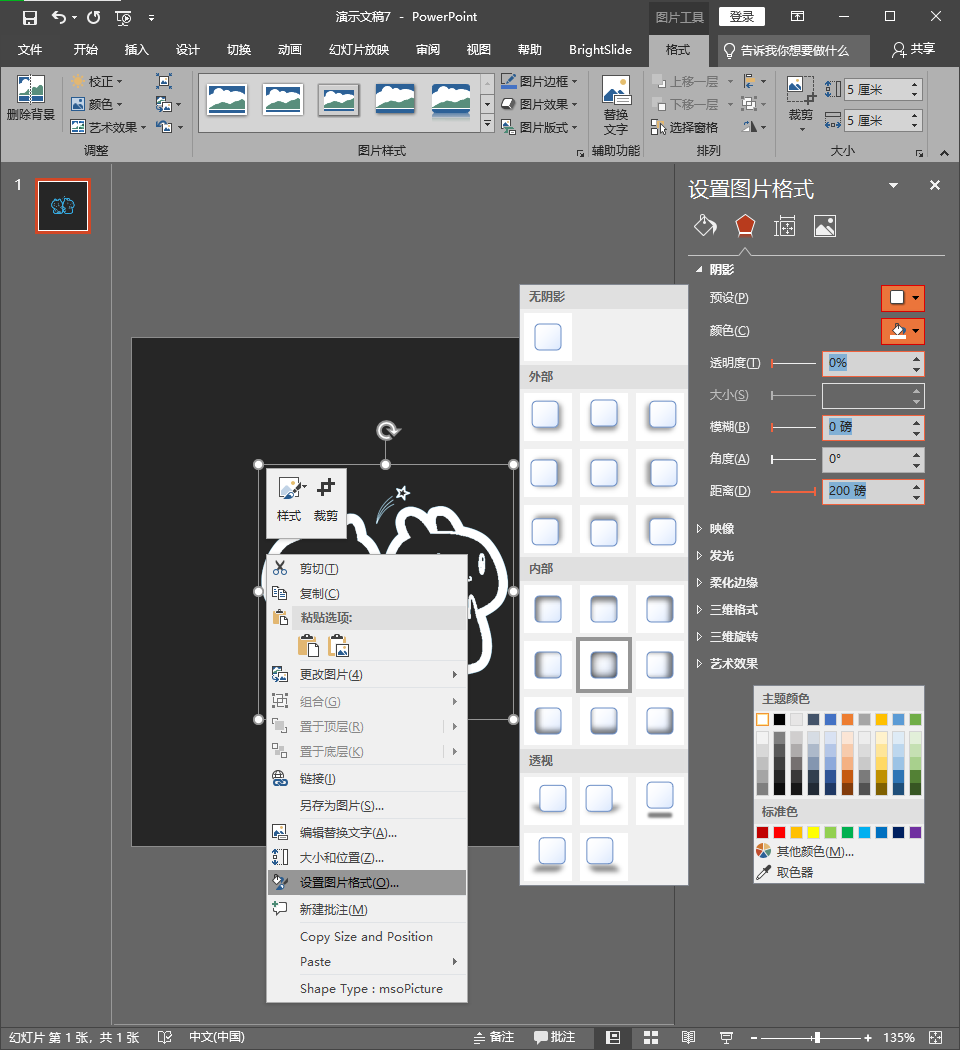 演示文稿7 - PowerPoint
图片工具
登录
文件
开始
插入
设计
切换
动画
幻灯片放映
审阅
视图
帮助
BrightSlide
格式
告诉我你想要做什么
共享
删除背景
校正
颜色
艺术效果
调整
图片样式
图片边框
图片效果
图片版式
替换
文字
辅助功能
上移一层
下移一层
选择窗格
排列
裁剪
5 厘米
5 厘米
大小
1
设置图片格式
阴影
预设(P)
颜色(C)
透明度(T)
0%
大小(S)
模糊(B)
0 磅
角度(A)
0°
距离(D)
200 磅
映像
发光
柔化边缘
三维格式
三维旋转
艺术效果
无阴影
外部
内部
透视
样式
裁剪
剪切(T)
复制(C)
粘贴选项:
更改图片(4)
组合(G)
置于顶层(R)
置于底层(K)
链接(I)
另存为图片(S)...
编辑替换文字(A)...
大小和位置(Z)...
设置图片格式(O)...
新建批注(M)
Copy Size and Position
Paste
Shape Type : msoPicture
主题颜色
标准色
其他颜色(M)...
取色器
幻灯片 第 1 张，共 1 张
中文(中国)
备注
批注
135%